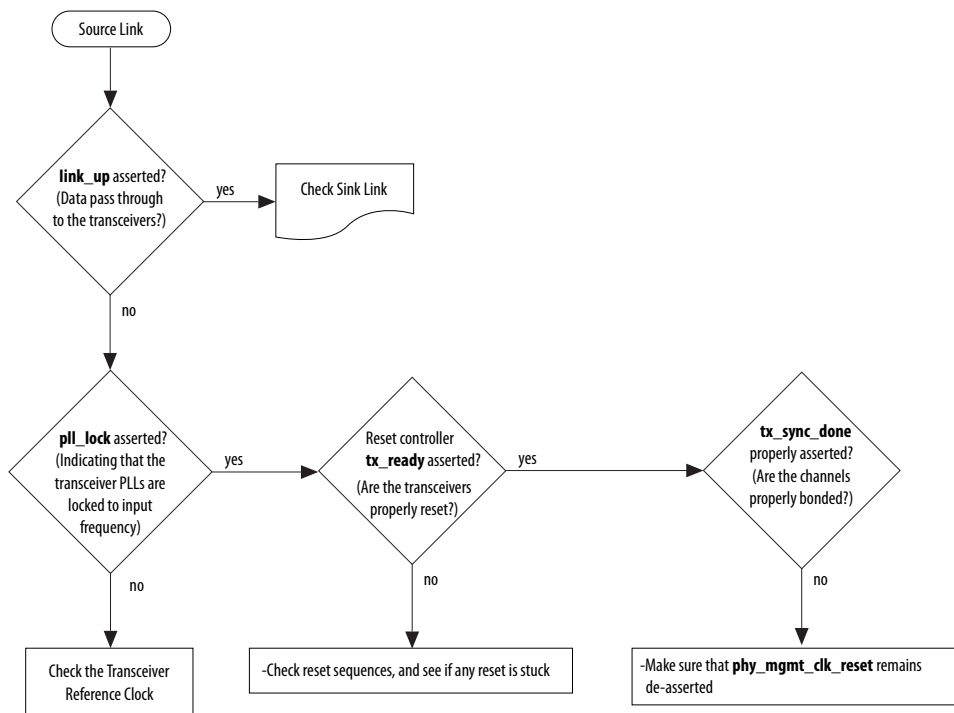 Source Link
link_up asserted?
(Data pass through
to the transceivers?)
yes
Check Sink Link
no
pll_lock asserted?
(Indicating that the
transceiver PLLs are
locked to input
frequency)
yes
Reset controller
tx_ready asserted?
(Are the transceivers
properly reset?)
yes
tx_sync_done
properly asserted?
(Are the channels
properly bonded?)
no
no
no
Check the Transceiver
Reference Clock
-Check reset sequences, and see if any reset is stuck
-Make sure that phy_mgmt_clk_reset remains
de-asserted